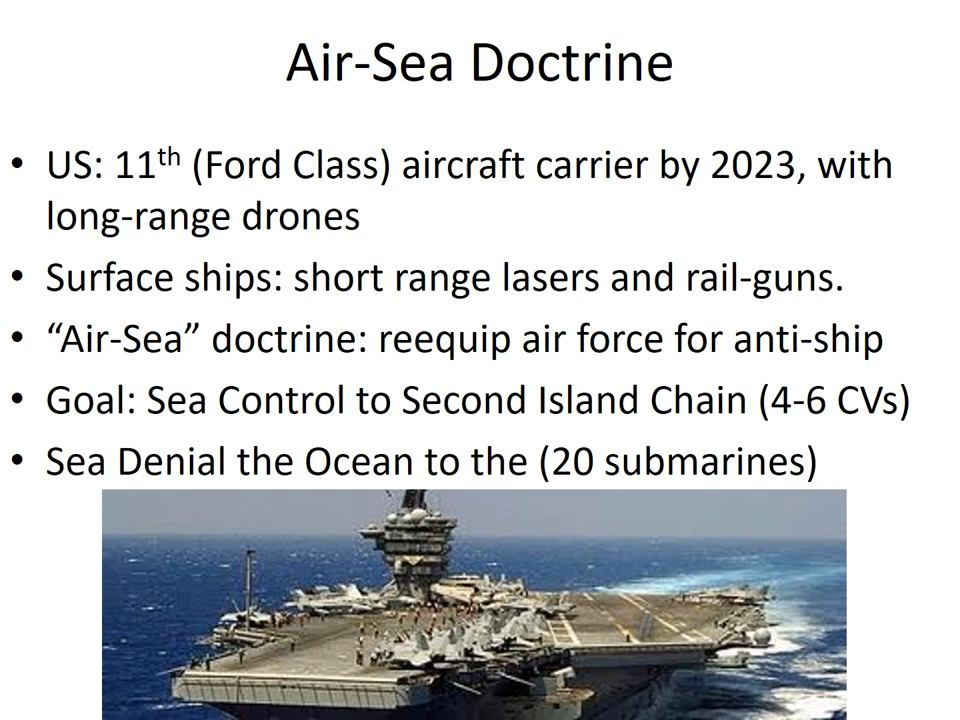 Air-Sea Doctrine
• US: 11th (Ford Class) aircraft carrier by 2023, with
long-range drones
• Surface ships: short range lasers and rail-guns.
• “Air-Sea” doctrine: reequip air force for anti-ship
• Goal: Sea Control to Second Island Chain (4-6 CVs)
• Sea Denial the Ocean to the (20 submarines)